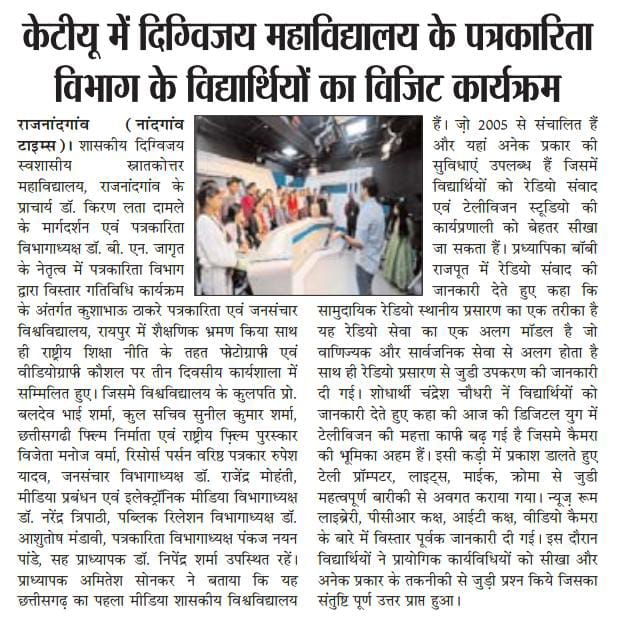 केटीयू में दिग्विजय महाविद्यालय के पत्रकारिता
विभाग के विद्यार्थियों का विजिट कार्यक्रम
राजनांदगांव (नांदगांव
टाइम्स)। शासकीय दिग्विजय
स्वशासीय स्नातकोत्तर
महाविद्यालय, राजनांदगांव के
प्राचार्य डॉ. किरण लता दामले
के मार्गदर्शन एवं पत्रकारिता
विभागाध्यक्ष डॉ. बी. एन. जागृत
के नेतृत्व में पत्रकारिता विभाग
द्वारा विस्तार गतिविधि कार्यक्रम
के अंतर्गत कुशाभाऊ ठाकरे पत्रकारिता एवं जनसंचार
विश्वविद्यालय, रायपुर में शैक्षणिक भ्रमण किया साथ
ही राष्ट्रीय शिक्षा नीति के तहत फोटोग्राफी एवं
वीडियोग्राफी कौशल पर तीन दिवसीय कार्यशाला में
सम्मिलित हुए। जिसमे विश्वविद्यालय के कुलपति प्रो.
बलदेव भाई शर्मा, कुल सचिव सुनील कुमार शर्मा,
छत्तीसगढी फिल्म निर्माता एवं राष्ट्रीय फ़िल्म पुरस्कार
विजेता मनोज वर्मा, रिसोर्स पर्सन वरिष्ठ पत्रकार रुपेश
यादव, जनसंचार विभागाध्यक्ष डॉ. राजेंद्र मोहंती,
मीडिया प्रबंधन एवं इलेक्ट्रॉनिक मीडिया विभागाध्यक्ष
डॉ. नरेंद्र त्रिपाठी, पब्लिक रिलेशन विभागाध्यक्ष डॉ.
आशुतोष मंडावी, पत्रकारिता विभागाध्यक्ष पंकज नयन
पांडे, सह प्राध्यापक डॉ. निपेंद्र शर्मा उपस्थित रहें।
प्राध्यापक अमितेश सोनकर ने बताया कि यह
छत्तीसगढ़ का पहला मीडिया शासकीय विश्वविद्यालय
हैं। जो़ 2005 से संचालित हैं
और यहां अनेक प्रकार की
सुविधाएं उपलब्ध हैं जिसमें
विद्यार्थियों को रेडियो संवाद
एवं टेलीविजन स्टूडियो की
कार्यप्रणाली को बेहतर सीखा
जा सकता हैं। प्रध्यापिका बॉबी
राजपूत में रेडियो संवाद की
जानकारी देते हुए कहा कि
सामुदायिक रेडियो स्थानीय प्रसारण का एक तरीका है
यह रेडियो सेवा का एक अलग मॉडल है जो
वाणिज्यक और सार्वजनिक सेवा से अलग होता है
साथ ही रेडियो प्रसारण से जुडी उपकरण की जानकारी
दी गई। शोधार्थी चंद्रेश चौधरी नें विद्यार्थियों को
जानकारी देते हुए कहा की आज की डिजिटल युग में
टेलीविजन की महत्ता काफी बढ़ गई है जिसमे कैमरा
की भूमिका अहम हैं। इसी कड़ी में प्रकाश डालते हुए
टेली प्रॉम्पटर, लाइट्स, माईक, क्रोमा से जुडी
महत्वपूर्ण बारीकी से अवगत कराया गया। न्यूज़ रूम
लाइब्रेरी, पीसीआर कक्ष, आईटी कक्ष, वीडियो कैमरा
के बारे में विस्तार पूर्वक जानकारी दी गई। इस दौरान
विद्यार्थियों ने प्रायोगिक कार्यविधियों को सीखा और
अनेक प्रकार के तकनीकी से जुड़ी प्रश्न किये जिसका
संतुष्टि पूर्ण उत्तर प्राप्त हुआ।